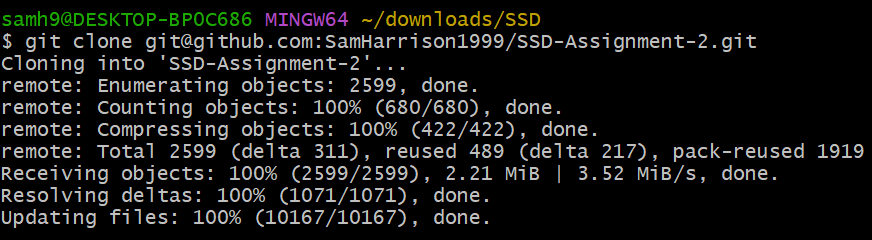 samh9@DESKTOP-BPOC686 MINGW64 ~/downloads/SSD
$ git clone git@github.com:SamHarrison1999/SSD-Assignment-2.git
Cloning into 'SSD-Assignment-2'...
remote: Enumerating objects: 2599, done.
remote: Counting objects: 100% (680/680), done.
remote: Compressing objects: 100% (422/422), done.
remote: Total 2599 (delta 311), reused 489 (delta 217), pack-reused 1919
Receiving objects: 100% (2599/2599), 2.21 MiB | 3.52 MiB/s, done.
Resolving deltas: 100% (1071/1071), done.
Updating files: 100% (10167/10167), done.